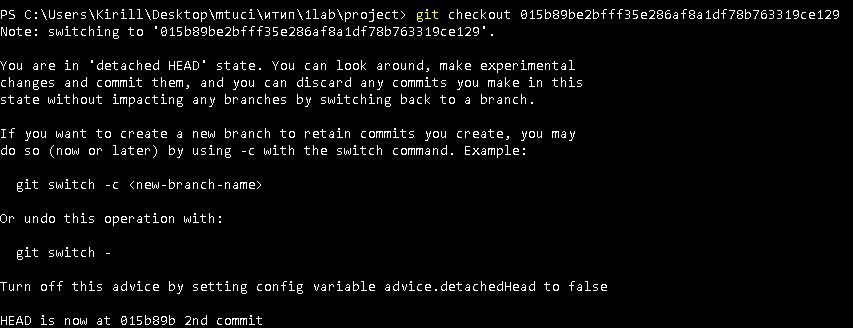 PS C:\Users\Kirill\Desktop\mtuci\итип\1lab\project> git checkout 015b89be2bfff35e286af8a1df78b763319ce129
Note: switching to '015b89be2bfff35e286af8a1df78b763319ce129'.
You are in 'detached HEAD' state. You can look around, make experimental
changes and commit them, and you can discard any commits you make in this
state without impacting any branches by switching back to a branch.
If you want to create a new branch to retain commits you create, you may
do so (now or later) by using -c with the switch command. Example:
git switch -c <new-branch-name>
Or undo this operation with:
git switch -
Turn off this advice by setting config variable advice.detachedHead to false
HEAD is now at 015b89b 2nd commit